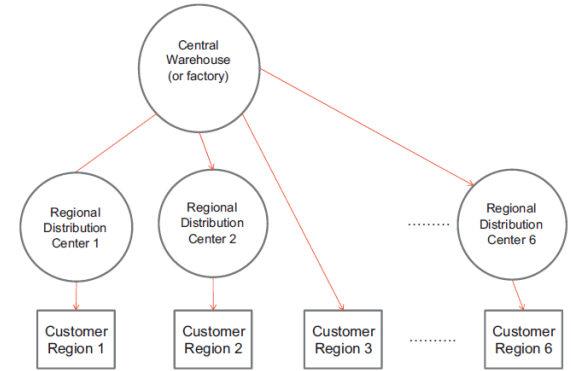 Central
Warehouse
(or factory)
Regional
Distribution
Center 1
Regional
Distribution
Center 2
.........
Regional
Distribution
Center 6
Customer
Region 1
Customer
Region 2
Customer
Region 3
..........
Customer
Region 6